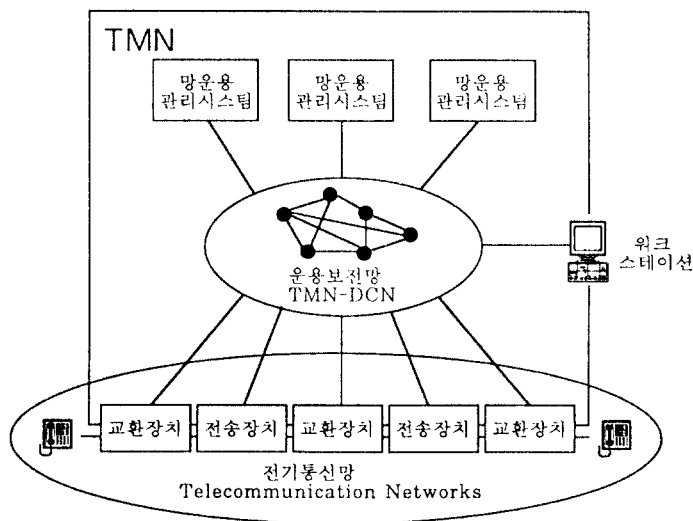 TMN
망운용
관리시스템
망운용
관리시스템
망운용
관리시스템
운용보전망
TMN-DCN
워크
스테이션
교환장치
전송장치
교환장치
전송장치
교환장치
전기통신망
Telecommunication Networks